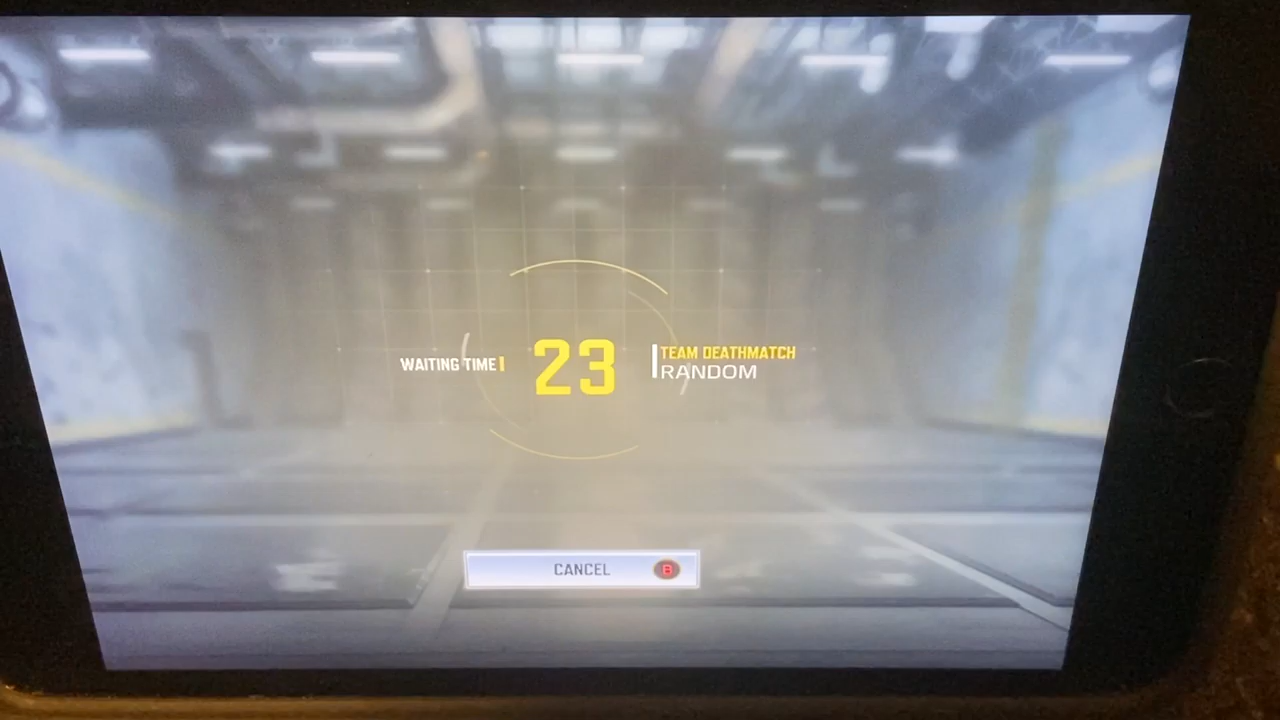 WAITING TIME
23
TEAM DEATHMATCH
RANDOM
CANCEL B